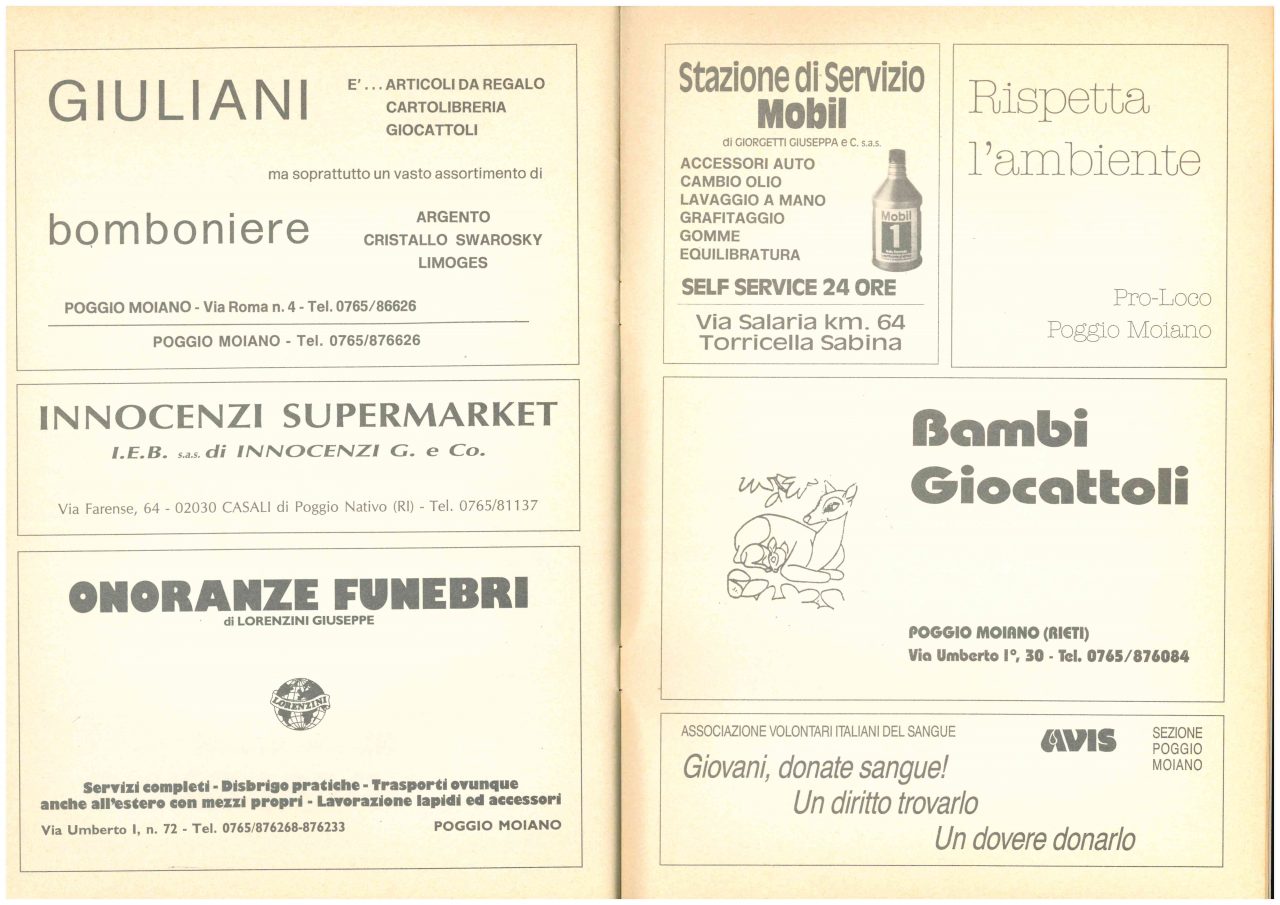 GIULIANI
E'... ARTICOLI DA REGALO
CARTOLIBRERIA
GIOCATTOLI
ma soprattutto un vasto assortimento di
bomboniere
ARGENTO
CRISTALLO SWAROSKY
LIMOGES
POGGIO MOIANO - Via Roma n. 4 - Tel. 0765/86626
POGGIO MOIANO - Tel. 0765/876626
INNOCENZI SUPERMARKET
I.E.B. s.a.s. di INNOCENZI G. e Co.
Via Farense, 64 - 02030 CASALI di Poggio Nativo (RI) - Tel. 0765/81137
ONORANZE FUNEBRI
di LORENZINI GIUSEPPE
LORENZINI
Servizi completi - Disbrigo pratiche - Trasporti ovunque
anche all'estero con mezzi propri - Lavorazione lapidi ed accessori
Via Umberto I, n. 72 - Tel. 0765/876268-876233 POGGIO MOIANO
Stazione di Servizio
Mobil
di GIORGETTI GIUSEPPA e C. s.a.s.
ACCESSORI AUTO
CAMBIO OLIO
LAVAGGIO A MANO
GRAFITAGGIO
GOMME
EQUILIBRATURA
Mobil
1
SELF SERVICE 24 ORE
Via Salaria km. 64
Torricella Sabina
Rispetta
l'ambiente
Pro-Loco
Poggio Moiano
Bambi
Giocattoli
POGGIO MOIANO (RIETI)
Via Umberto I°, 30 - Tel. 0765/876084
ASSOCIAZIONE VOLONTARI ITALIANI DEL SANGUE
AVIS
SEZIONE
POGGIO
MOIANO
Giovani, donate sangue!
Un diritto trovarlo
Un dovere donarlo